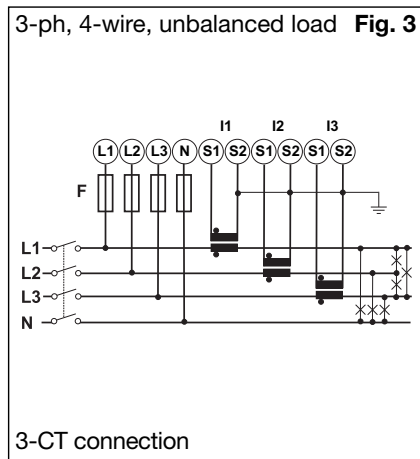 3-ph, 4-wire, unbalanced load Fig. 3
I1 I2 I3
L1 L2 L3 N S1 S2 S1 S2 S1 S2
F
L1
L2
L3
N
3-CT connection